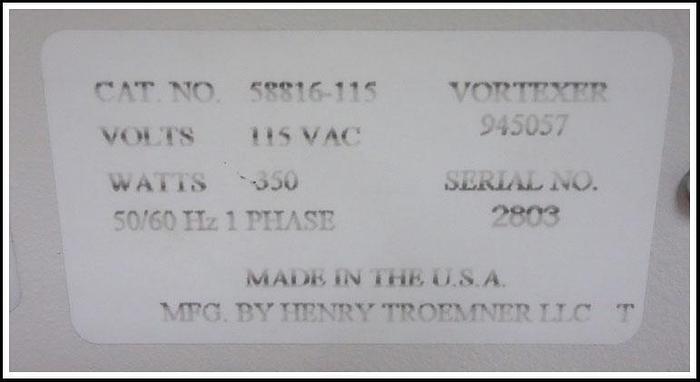 CAT. NO. 58816-115 VORTEXER
945057
VOLTS 115 VAC
WATTS 350 SERIAL NO.
50/60 Hz 1 PHASE 2803
MADE IN THE U.S.A.
MFG. BY HENRY TROEMNER LLC T